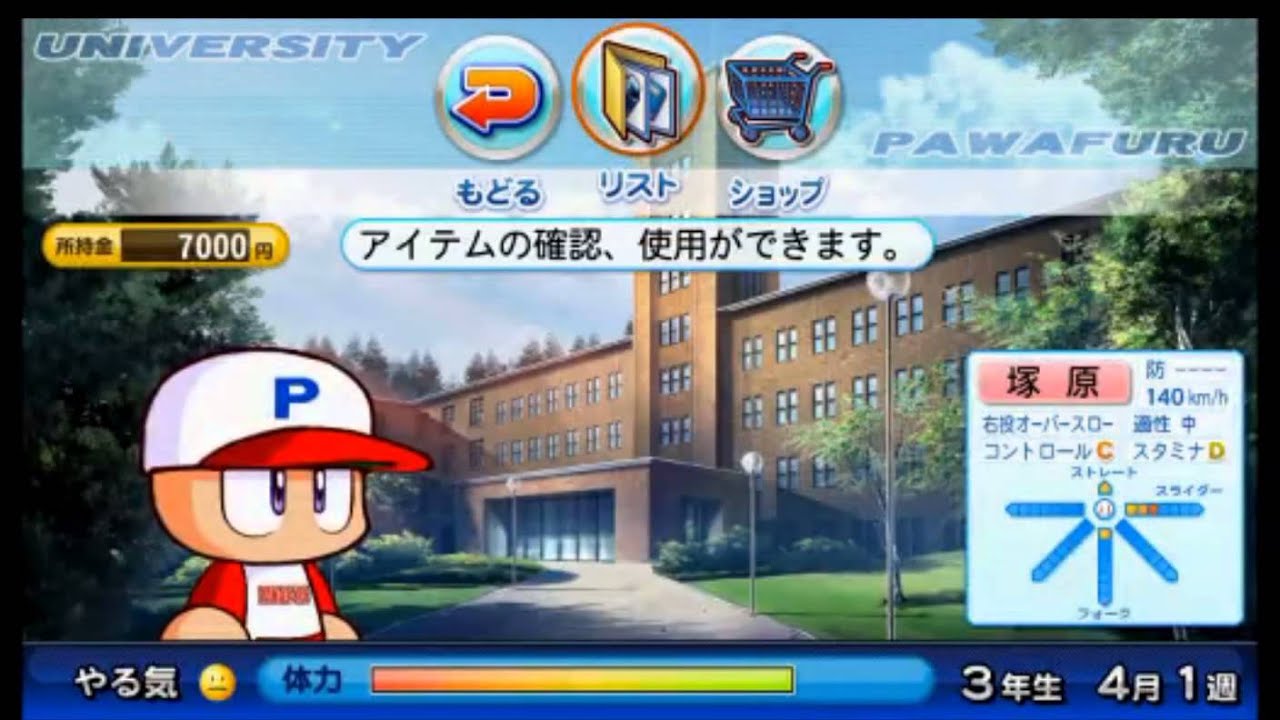 UNIVERSITY
PAWAFURU
もどる
リスト
ショップ
所持金 7000円
アイテムの確認、使用ができます。
P
塚原
防 ----
140km/h
右投オーバースロー 適性 中
コントロールC スタミナD
ストレート
スライダー
フォーク
やる気
体力
3年生 4月1週